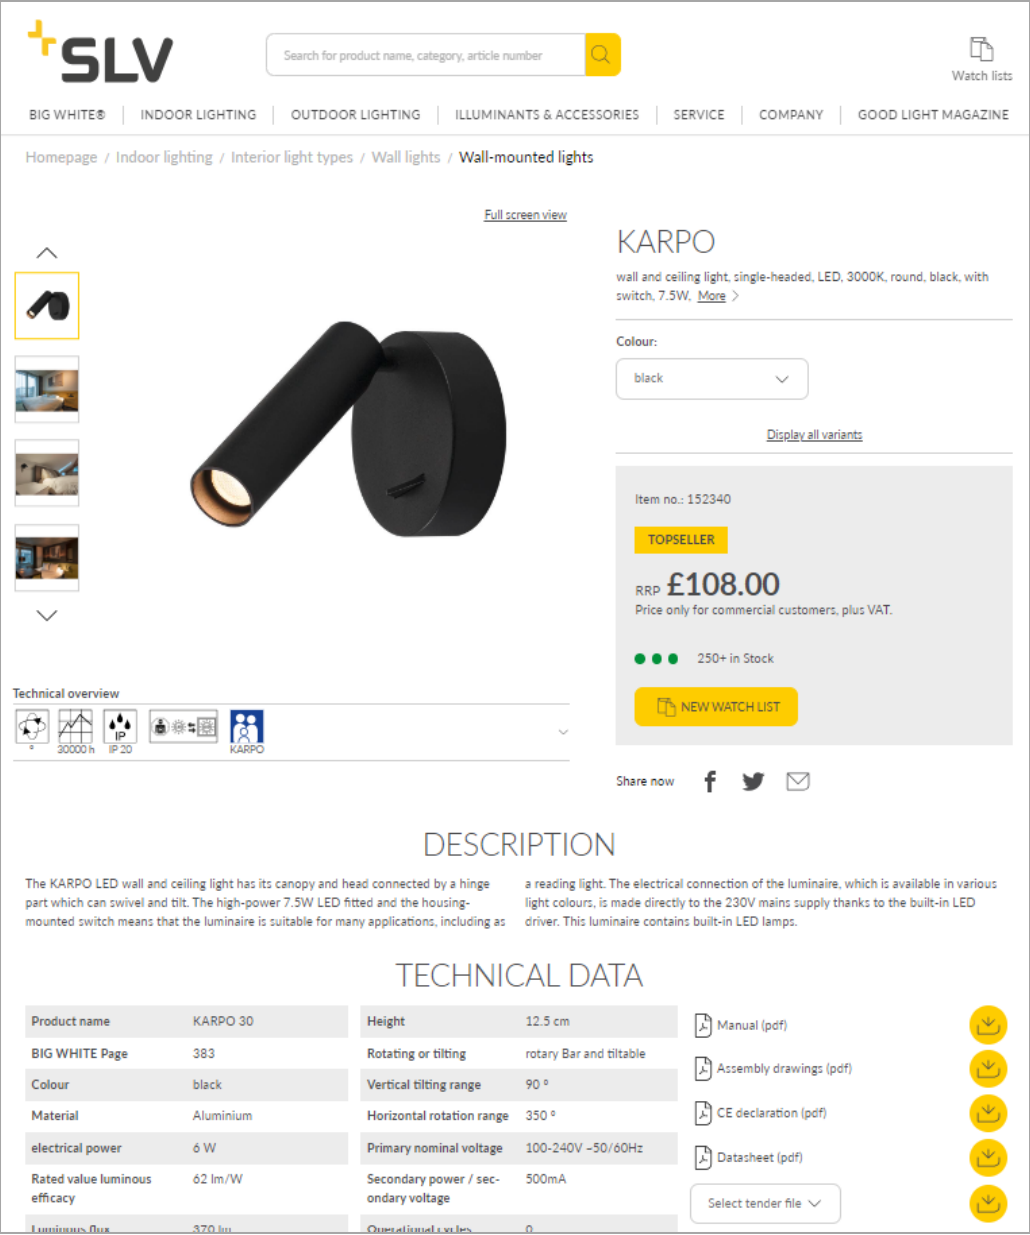 SLV
Search for product name, category, article number
Watch lists
BIG WHITE® INDOOR LIGHTING OUTDOOR LIGHTING ILLUMINANTS & ACCESSORIES SERVICE COMPANY GOOD LIGHT MAGAZINE
Homepage / Indoor lighting / Interior light types / Wall lights / Wall-mounted lights
Full screen view
KARPO
wall and ceiling light, single-headed, LED, 3000K, round, black, with
switch, 7.5W, More
Colour:
black
Display all variants
Item no.: 152340
TOPSELLER
RRP £108.00
Price only for commercial customers, plus VAT.
250+ in Stock
NEW WATCH LIST
Share now
Technical overview
IP
° 30000 h IP 20 KARPO
DESCRIPTION
The KARPO LED wall and ceiling light has its canopy and head connected by a hinge
part which can swivel and tilt. The high-power 7.5W LED fitted and the housing-
mounted switch means that the luminaire is suitable for many applications, including as
a reading light. The electrical connection of the luminaire, which is available in various
light colours, is made directly to the 230V mains supply thanks to the built-in LED
driver. This luminaire contains built-in LED lamps.
TECHNICAL DATA
Product name KARPO 30
BIG WHITE Page 383
Colour black
Material Aluminium
electrical power 6 W
Rated value luminous 62 lm/W
efficacy
Luminous flux 370 lm
Height 12.5 cm
Rotating or tilting rotary Bar and tiltable
Vertical tilting range 90 °
Horizontal rotation range 350 °
Primary nominal voltage 100-240V ~50/60Hz
Secondary power / sec- 500mA
ondary voltage
Operational cycles 0
Manual (pdf)
Assembly drawings (pdf)
CE declaration (pdf)
Datasheet (pdf)
Select tender file